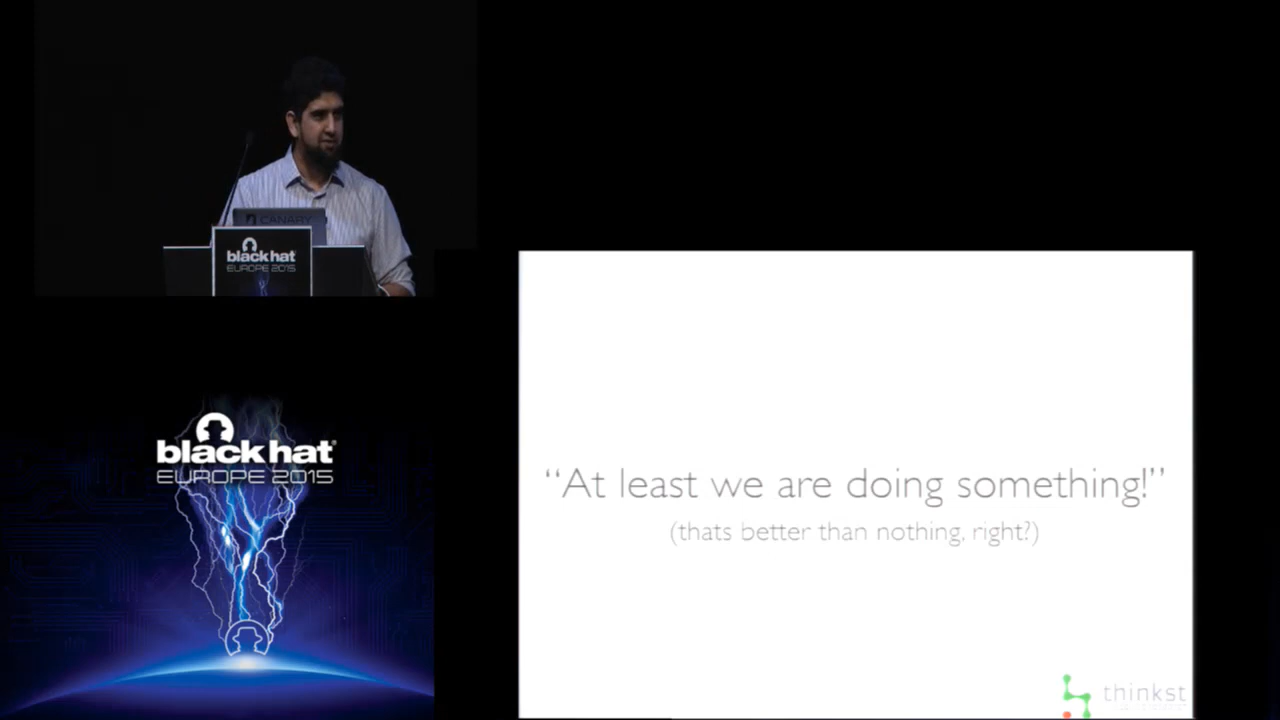 CANARY
black hat
EUROPE 2015
black hat
EUROPE 2015
“At least we are doing something!”
(thats better than nothing, right?)
thinkst